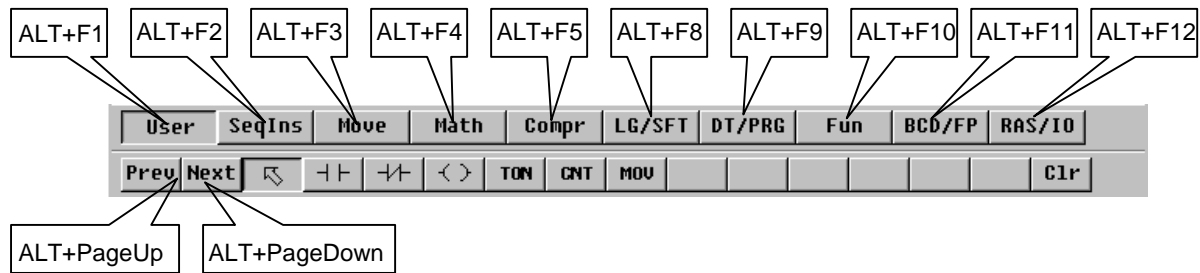 ALT+F1 ALT+F2 ALT+F3 ALT+F4 ALT+F5 ALT+F8 ALT+F9 ALT+F10 ALT+F11 ALT+F12
User SeqIns Move Math Compr LG/SFT DT/PRG Fun BCD/FP RAS/IO
Prev Next TON CNT MOV Clr
ALT+PageUp ALT+PageDown